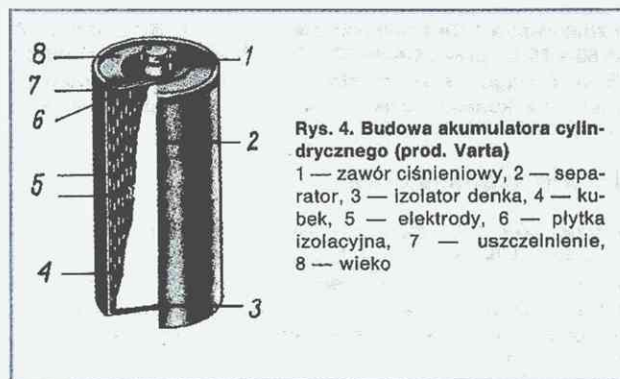 8
1
7
6
2
5
4
3
Rys. 4. Budowa akumulatora cylin-
drycznego (prod. Varta)
1 — zawór ciśnieniowy, 2 — sepa-
rator, 3 — izolator denka, 4 — ku-
bek, 5 — elektrody, 6 — płytka
izolacyjna, 7 — uszczelnienie,
8 — wieko